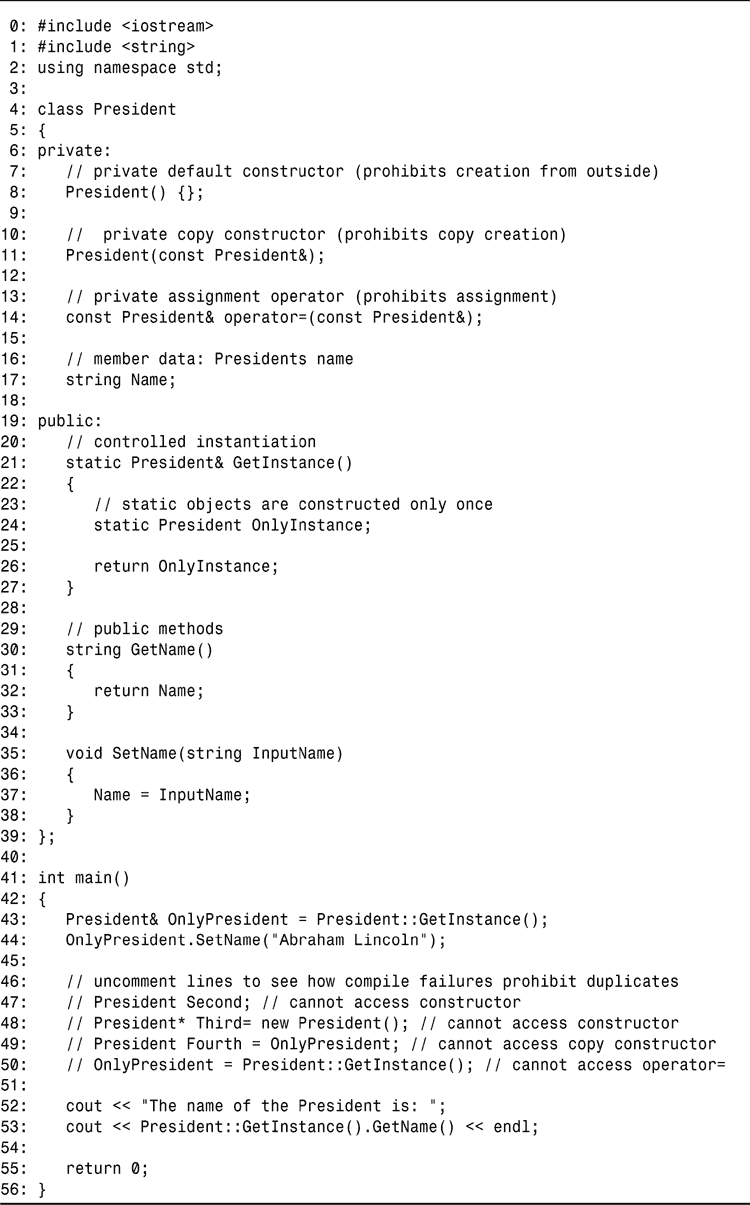 0: #include <iostream>
1: #include <string>
2: using namespace std;
3:
4: class President
5: {
6: private:
7:    // private default constructor (prohibits creation from outside)
8:    President() {};
9:
10:    //  private copy constructor (prohibits copy creation)
11:    President(const President&);
12:
13:    // private assignment operator (prohibits assignment)
14:    const President& operator=(const President&);
15:
16:    // member data: Presidents name
17:    string Name;
18:
19: public:
20:    // controlled instantiation
21:    static President& GetInstance()
22:    {
23:       // static objects are constructed only once
24:       static President OnlyInstance;
25:
26:       return OnlyInstance;
27:    }
28:
29:    // public methods
30:    string GetName()
31:    {
32:       return Name;
33:    }
34:
35:    void SetName(string InputName)
36:    {
37:       Name = InputName;
38:    }
39: };
40:
41: int main()
42: {
43:    President& OnlyPresident = President::GetInstance();
44:    OnlyPresident.SetName("Abraham Lincoln");
45:
46:    // uncomment lines to see how compile failures prohibit duplicates
47:    // President Second; // cannot access constructor
48:    // President* Third= new President(); // cannot access constructor
49:    // President Fourth = OnlyPresident; // cannot access copy constructor
50:    // OnlyPresident = President::GetInstance(); // cannot access operator=
51:
52:    cout << "The name of the President is: ";
53:    cout << President::GetInstance().GetName() << endl;
54:
55:    return 0;
56: }